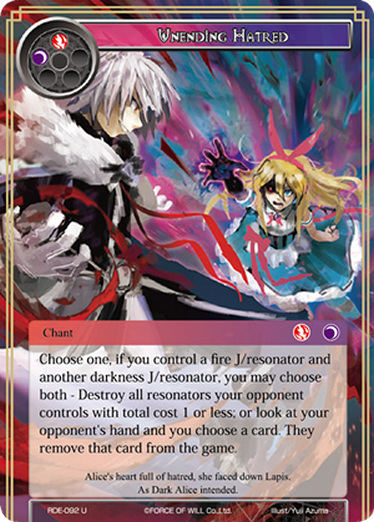 Wnending Hatred
Chant
Choose one, if you control a fire J/resonator and
another darkness J/resonator, you may choose
both - Destroy all resonators your opponent
controls with total cost 1 or less; or look at your
opponent's hand and you choose a card. They
remove that card from the game.
Alice's heart full of hatred, she faced down Lapis.
As Dark Alice intended.
RDE-092 U ©FORCE OF WILL Co.,Ltd. Illust/Yuii Azuma